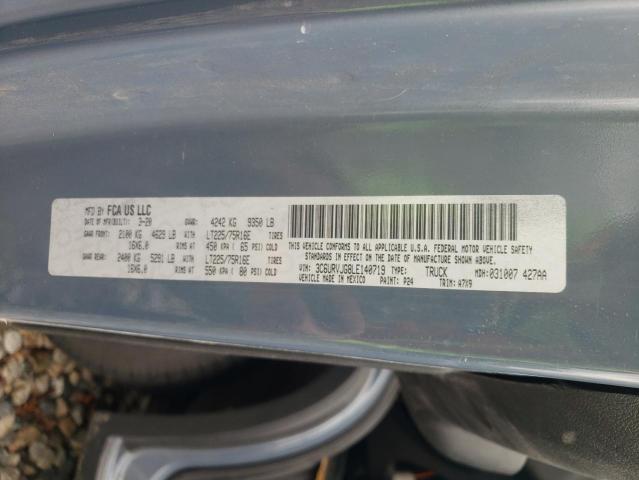 MFD BY FCA US LLC
DATE OF MFR(BUILT): 3-20 GVWR: 4242 KG 9350 LB
GAWR FRONT: 2100 KG 4629 LB WITH LT225/75R16E TIRES
16X6.0 RIMS AT 450 KPA ( 65 PSI) COLD
GAWR REAR: 2400 KG 5291 LB WITH LT225/75R16E TIRES
16X6.0 RIMS AT 550 KPA ( 80 PSI) COLD
THIS VEHICLE CONFORMS TO ALL APPLICABLE U.S.A. FEDERAL MOTOR VEHICLE SAFETY
STANDARDS IN EFFECT ON THE DATE OF MANUFACTURE SHOWN ABOVE.
VIN: 3C6URVJG8LE140719 TYPE: TRUCK MDH: 031007 427AA
VEHICLE MADE IN MEXICO PAINT: P24 TRIM: A7X9